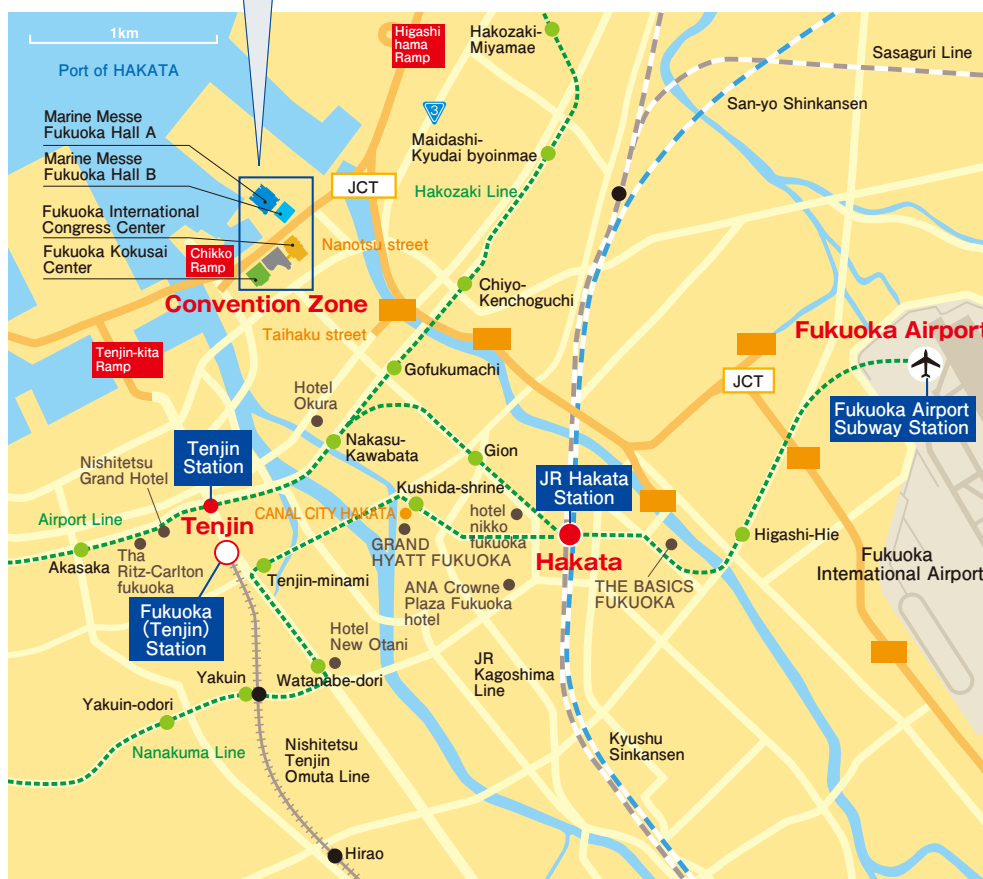 1km
Port of HAKATA
Higashi
hama
Ramp
Hakozaki-
Miyamae
Sasaguri Line
San-yo Shinkansen
3
Maidashi-
Kyudai byoinmae
Marine Messe
Fukuoka Hall A
Marine Messe
Fukuoka Hall B
JCT
Hakozaki Line
Fukuoka International
Congress Center
Nanotsu street
Fukuoka Kokusai
Center
Chikko
Ramp
Convention Zone
Chiyo-
Kenchoguchi
Taihaku street
Fukuoka Airport
Tenjin-kita
Ramp
Gofukumachi
JCT
Hotel
Okura
Fukuoka Airport
Subway Station
Tenjin
Station
Nakasu-
Kawabata
Gion
Nishitetsu
Grand Hotel
JR Hakata
Station
Kushida-shrine
CANAL CITY HAKATA
hotel
nikko
fukuoka
Airport Line
Tenjin
GRAND
HYATT FUKUOKA
Hakata
Higashi-Hie
Akasaka
Tha
Ritz-Carlton
fukuoka
Tenjin-minami
ANA Crowne
Plaza Fukuoka
hotel
THE BASICS
FUKUOKA
Fukuoka
International Airport
Fukuoka
(Tenjin)
Station
Hotel
New Otani
JR
Kagoshima
Line
Yakuin
Watanabe-dori
Yakuin-odori
Nanakuma Line
Nishitetsu
Tenjin
Omuta Line
Kyushu
Sinkansen
Hirao